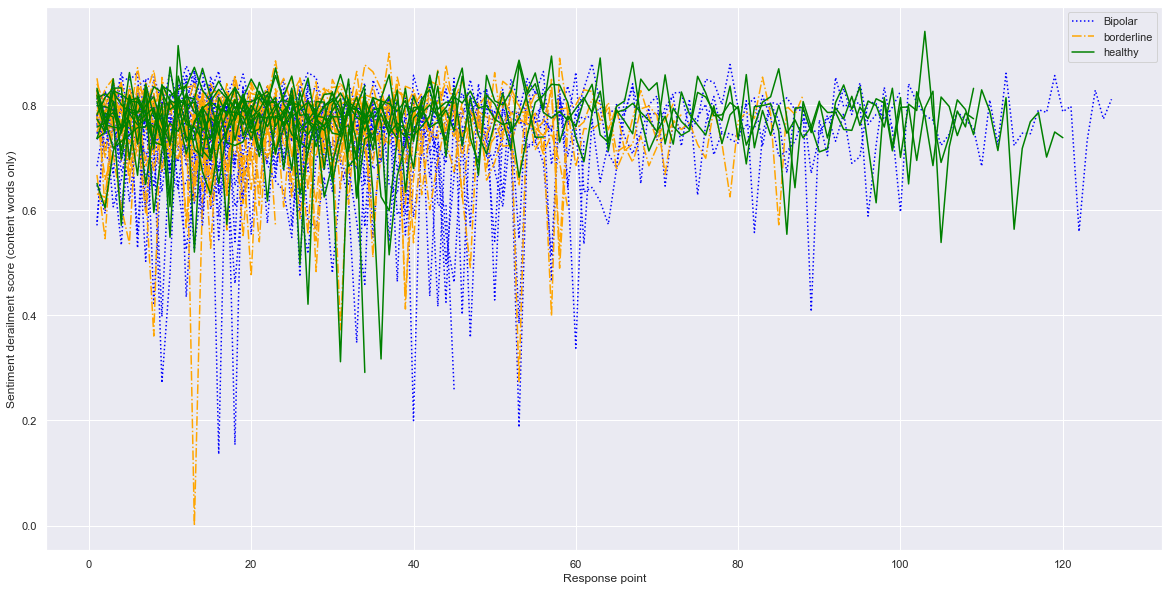 Bipolar
borderline
healthy
Sentiment derailment score (content words only)
0.8
0.6
0.4
0.2
0.0
0
20
40
60
80
100
120
Response point